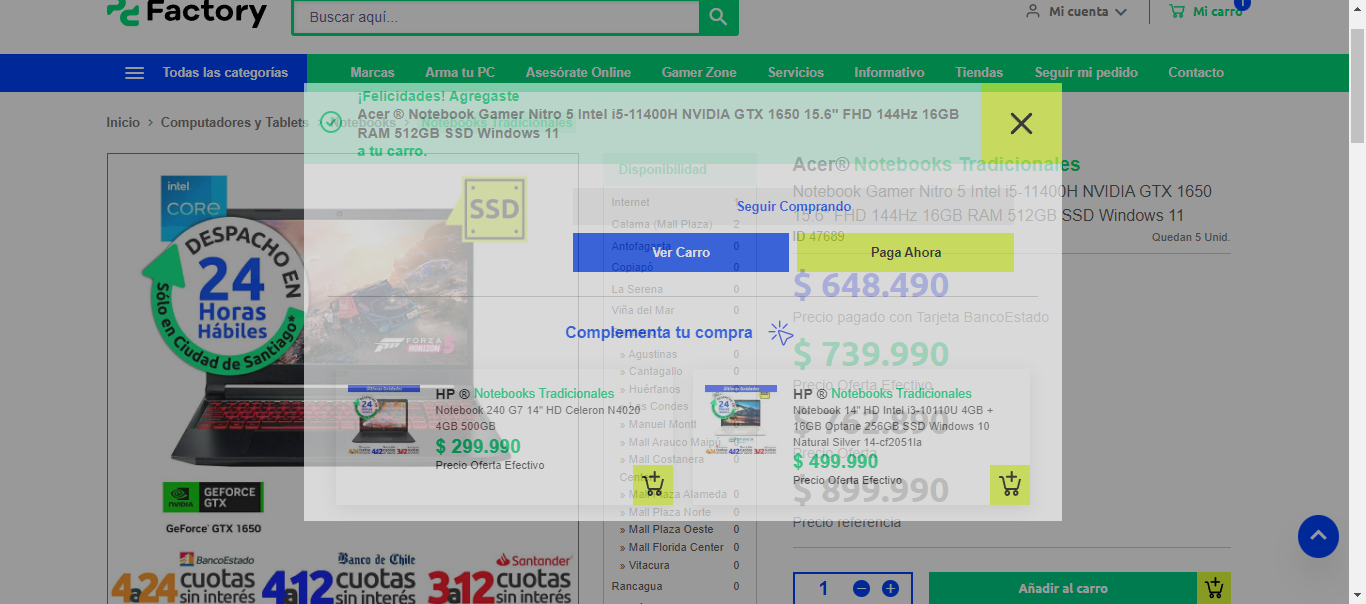 Factory
Buscar aquí...
Mi cuenta
Mi carro
1
Todas las categorías
Marcas
Arma tu PC
Asesórate Online
Gamer Zone
Servicios
Informativo
Tiendas
Seguir mi pedido
Contacto
Inicio > Computadores y Tablets > Notebooks > Notebooks Tradicionales
¡Felicidades! Agregaste
Acer ® Notebook Gamer Nitro 5 Intel i5-11400H NVIDIA GTX 1650 15.6" FHD 144Hz 16GB
RAM 512GB SSD Windows 11
a tu carro.
Seguir Comprando
Ver Carro
Paga Ahora
Complementa tu compra
HP ® Notebooks Tradicionales
Notebook 240 G7 14" HD Celeron N4020
4GB 500GB
$ 299.990
Precio Oferta Efectivo
HP ® Notebooks Tradicionales
Notebook 14" HD Intel i3-10110U 4GB +
16GB Optane 256GB SSD Windows 10
Natural Silver 14-cf2051la
$ 499.990
Precio Oferta Efectivo
intel
CORE
SSD
DESPACHO EN
24
Horas
Hábiles
Sólo en Ciudad de Santiago*
FORZA
HORIZON 5
NVIDIA
GEFORCE
GTX
GeForce® GTX 1650
BancoEstado
4a24 cuotas
sin interés
Banco de Chile
4|12 cuotas
sin interés
Santander
3|12 cuotas
sin interés
Disponibilidad
Internet
Calama (Mall Plaza) 2
Antofagasta 0
Copiapó 0
La Serena 0
Viña del Mar 0
» Agustinas 0
» Cantagallo 0
» Huérfanos 0
» Las Condes 0
» Manuel Montt 0
» Mall Arauco Maipú
» Mall Costanera 0
» Mall Plaza Alameda 0
» Mall Plaza Norte 0
» Mall Plaza Oeste 0
» Mall Florida Center 0
» Vitacura 0
Rancagua 0
Acer® Notebooks Tradicionales
Notebook Gamer Nitro 5 Intel i5-11400H NVIDIA GTX 1650
15.6" FHD 144Hz 16GB RAM 512GB SSD Windows 11
ID 47689
Quedan 5 Unid.
$ 648.490
Precio pagado con Tarjeta BancoEstado
$ 739.990
Precio Oferta Efectivo
$ 762.890
Precio Oferta
$ 899.990
Precio referencia
1
Añadir al carro